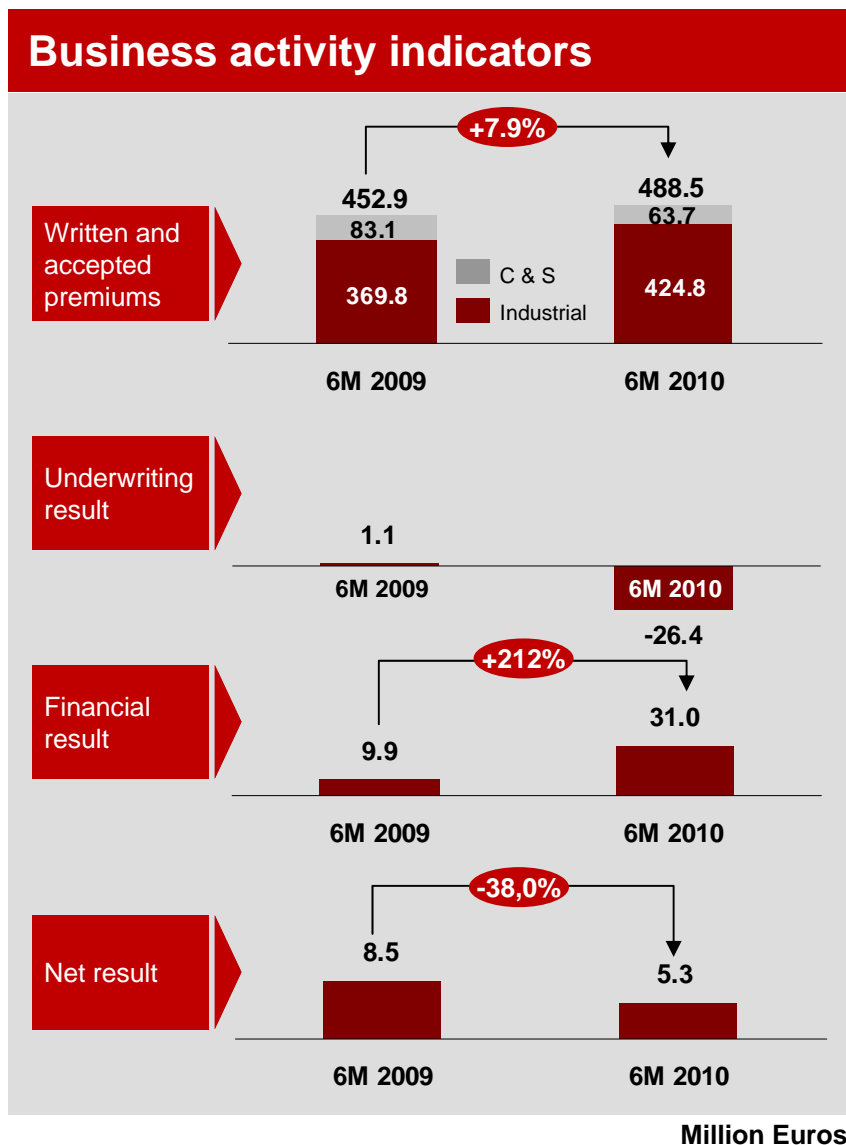 Business activity indicators
+7.9%
452.9
488.5
83.1
63.7
Written and
accepted
premiums
C & S
Industrial
369.8
424.8
6M 2009
6M 2010
Underwriting
result
1.1
6M 2009
6M 2010
-26.4
+212%
Financial
result
9.9
31.0
6M 2009
6M 2010
-38,0%
Net result
8.5
5.3
6M 2009
6M 2010
Million Euros